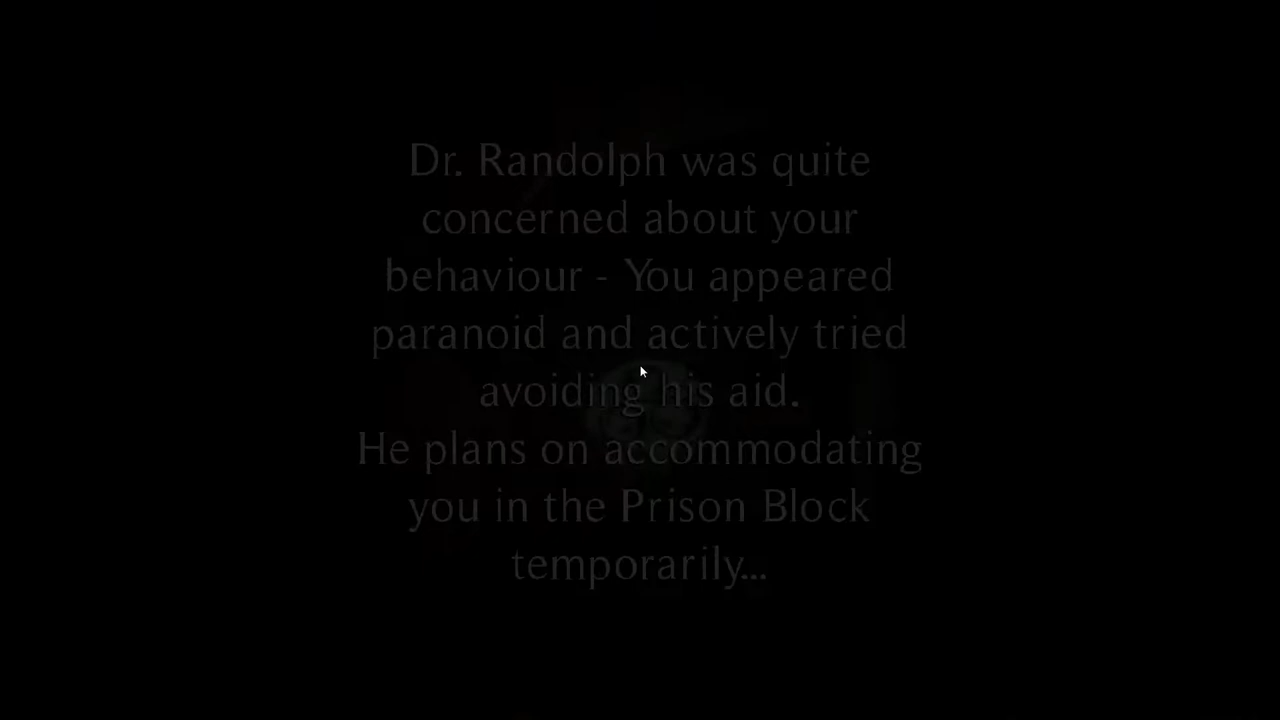 Dr. Randolph was quite
concerned about your
behaviour - You appeared
paranoid and actively tried
avoiding his aid.
He plans on accommodating
you in the Prison Block
temporarily...